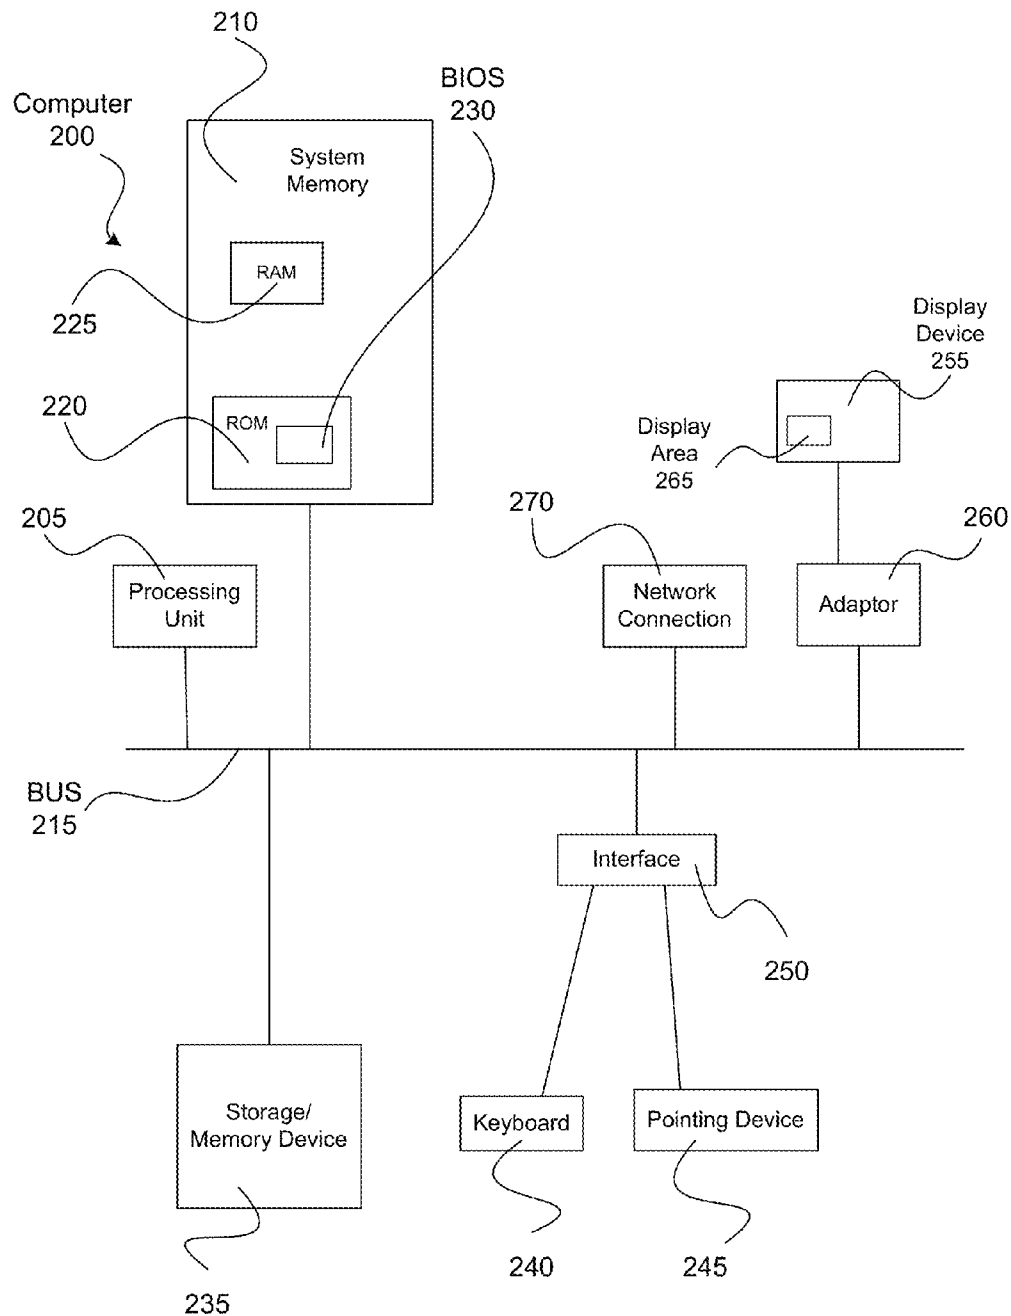 210
BIOS
230
Computer
200
System
Memory
RAM
225
Display
Device
255
220
ROM
Display
Area
265
205
270
260
Processing
Unit
Network
Connection
Adaptor
BUS
215
Interface
250
Storage/
Memory Device
Keyboard
Pointing Device
240
245
235